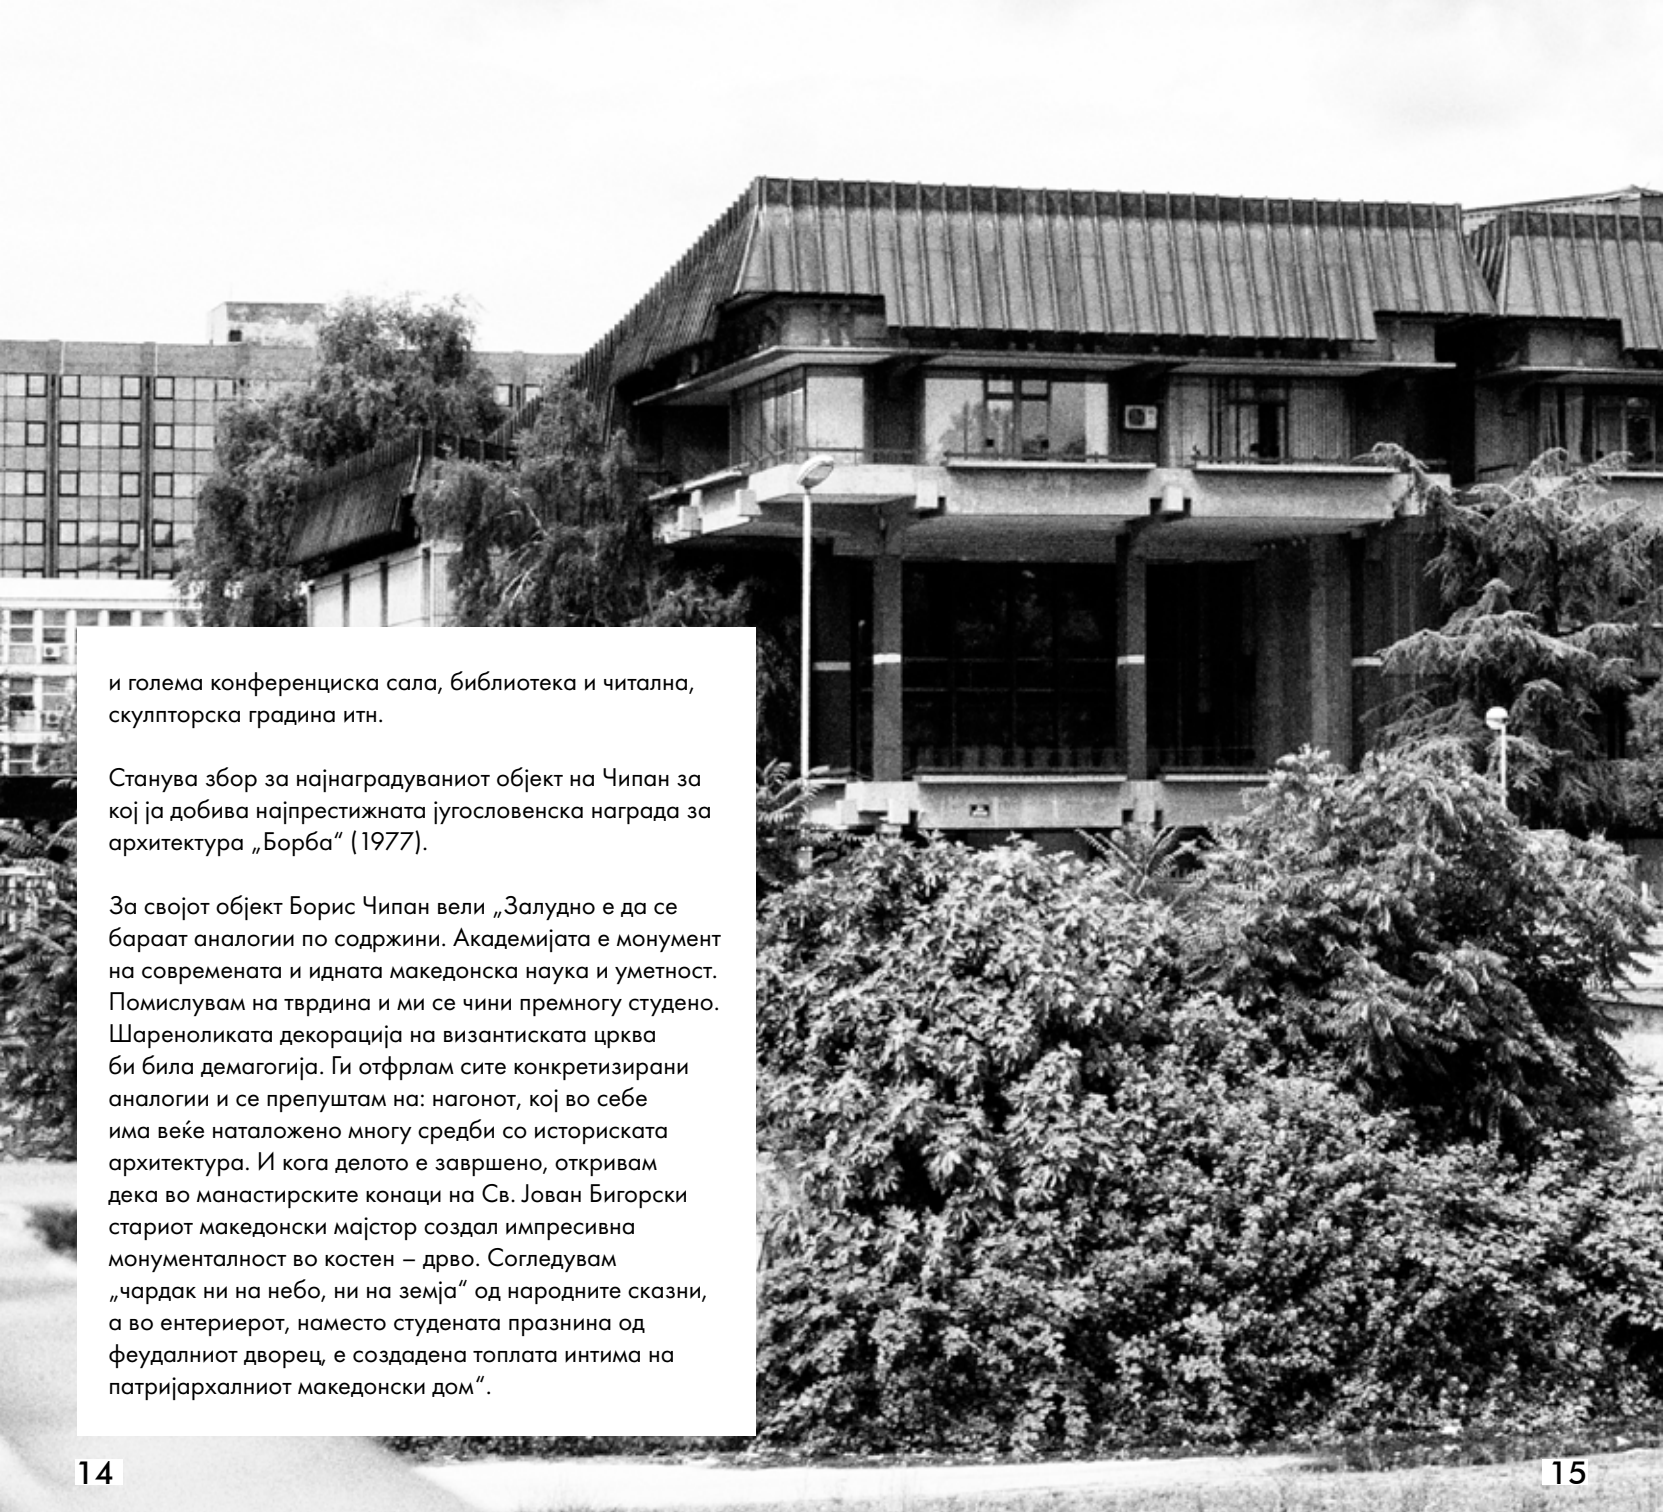 и голема конференциска сала, библиотека и читална,
скулпторска градина итн.
Станува збор за најнаградуваниот објект на Чипан за
кој ја добива најпрестижната југословенска награда за
архитектура „Борба“ (1977).
За својот објект Борис Чипан вели „Залудно е да се
бараат аналогии по содржини. Академијата е монумент
на современата и идната македонска наука и уметност.
Помислувам на тврдина и ми се чини премногу студено.
Шареноликата декорација на византиската црква
би била демагогија. Ги отфрлам сите конкретизирани
аналогии и се препуштам на: нагонот, кој во себе
има веќе наталожено многу средби со историската
архитектура. И кога делото е завршено, откривам
дека во манастирските конаци на Св. Јован Бигорски
стариот македонски мајстор создал импресивна
монументалност во костен – дрво. Согледувам
„чардак ни на небо, ни на земја“ од народните сказни,
а во ентериерот, наместо студената празнина од
феудалниот дворец, е создадена топлата интима на
патријархалниот македонски дом“.
14
15